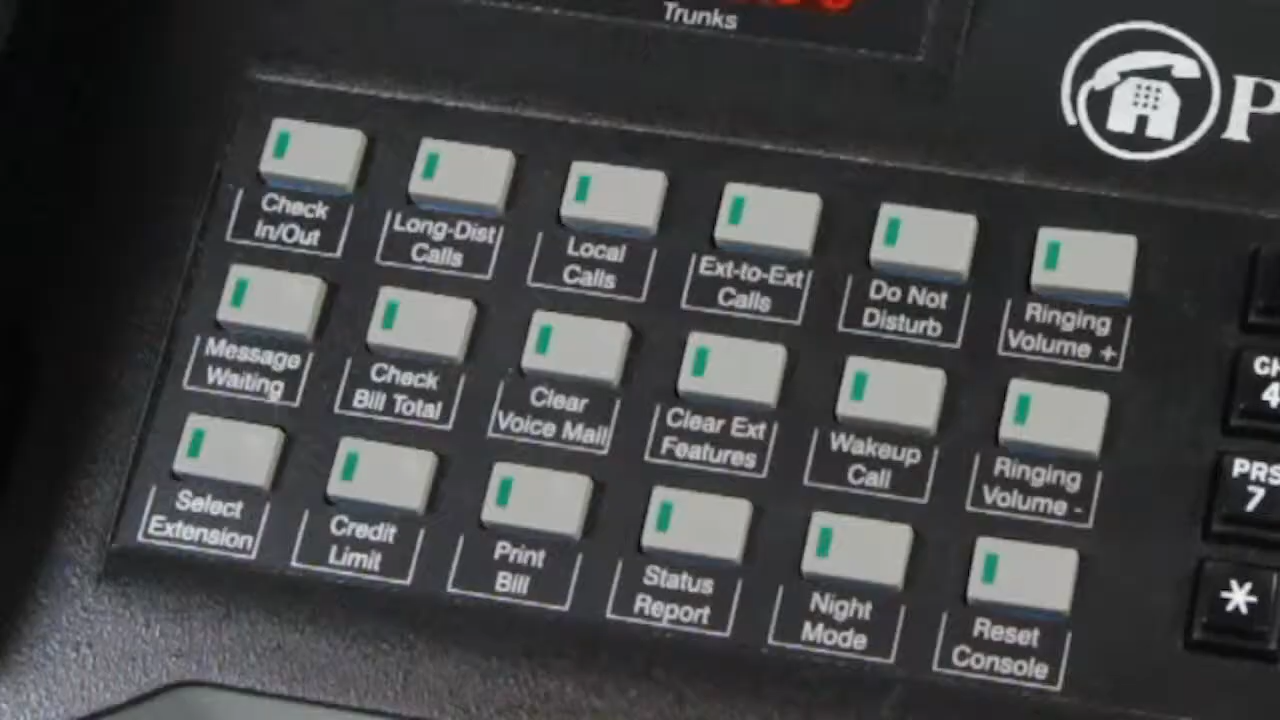 Trunks
P
Check
In/Out
Long-Dist
Calls
Local
Calls
Ext-to-Ext
Calls
Do Not
Disturb
Ringing
Volume +
Message
Waiting
Check
Bill Total
Clear
Voice Mail
Clear Ext
Features
Wakeup
Call
Ringing
Volume -
Select
Extension
Credit
Limit
Print
Bill
Status
Report
Night
Mode
Reset
Console
4
PRS
7
*